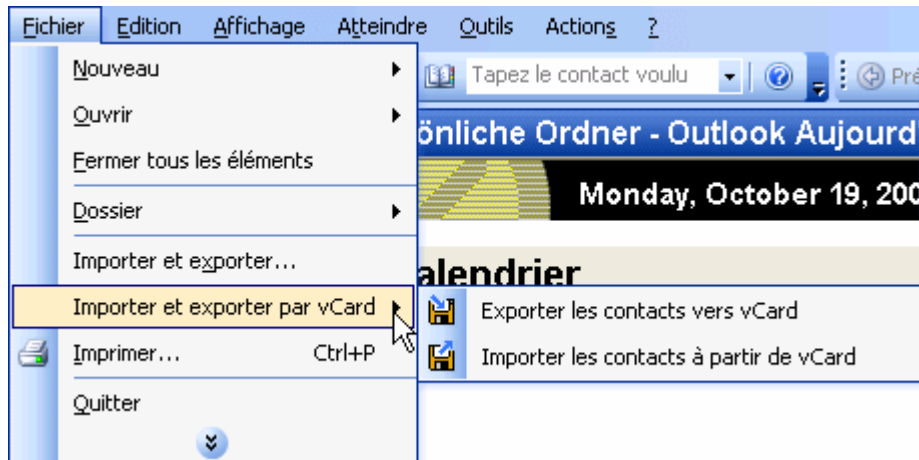 Fichier Edition Affichage Atteindre Outils Actions ?
Nouveau
Tapez le contact voulu
Ouvrir
önliche Ordner - Outlook Aujourd
Fermer tous les éléments
Monday, October 19, 200
Dossier
Importer et exporter...
alendrier
Importer et exporter par vCard
Exporter les contacts vers vCard
Imprimer... Ctrl+P
Importer les contacts à partir de vCard
Quitter